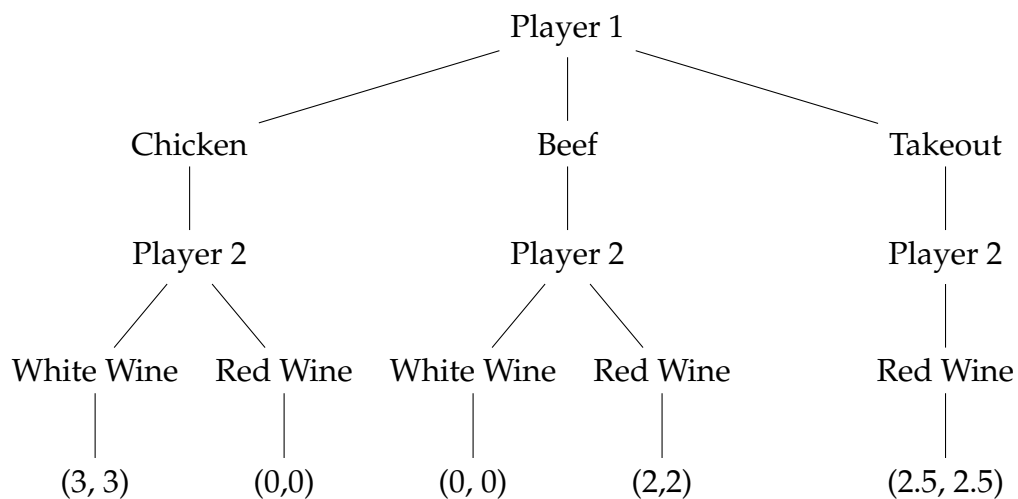 Player 1
Chicken Beef Takeout
Player 2 Player 2 Player 2
White Wine Red Wine White Wine Red Wine Red Wine
(3, 3) (0,0) (0, 0) (2,2) (2.5, 2.5)